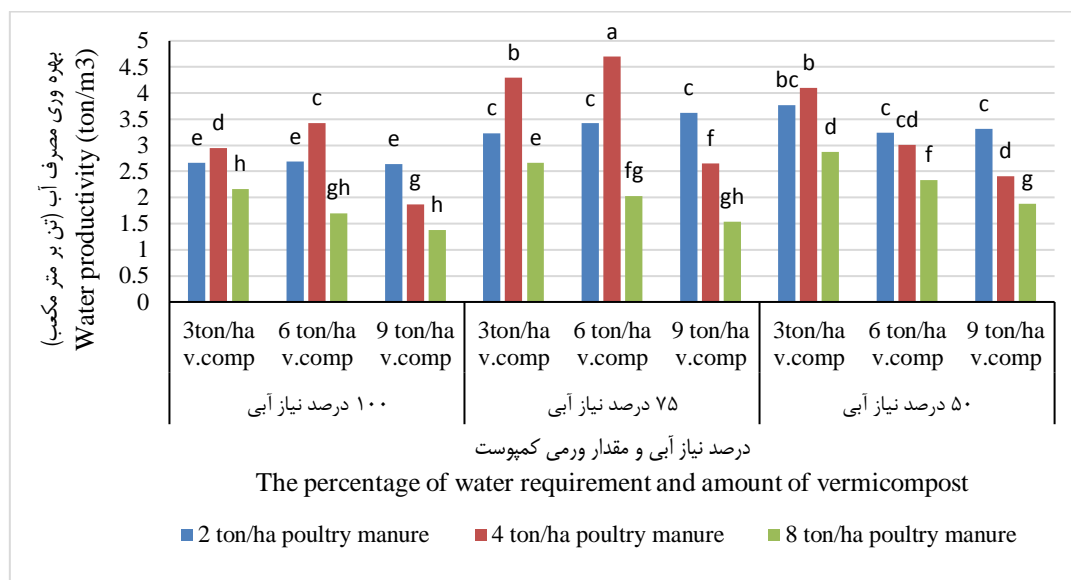 بهره وری مصرف آب (تن بر متر مکعب)
Water productivity (ton/m3)
5
4.5
4
3.5
3
2.5
2
1.5
1
0.5
0
e d h
e c gh
e g h
c b e
c a fg
c f gh
bc b d
c cd f
c d g
3ton/ha 6 ton/ha 9 ton/ha 3ton/ha 6 ton/ha 9 ton/ha 3ton/ha 6 ton/ha 9 ton/ha
v.comp v.comp v.comp v.comp v.comp v.comp v.comp v.comp v.comp
۱۰۰ درصد نیاز آبی
۷۵ درصد نیاز آبی
۵۰ درصد نیاز آبی
درصد نیاز آبی و مقدار ورمی کمپوست
The percentage of water requirement and amount of vermicompost
2 ton/ha poultry manure 4 ton/ha poultry manure 8 ton/ha poultry manure